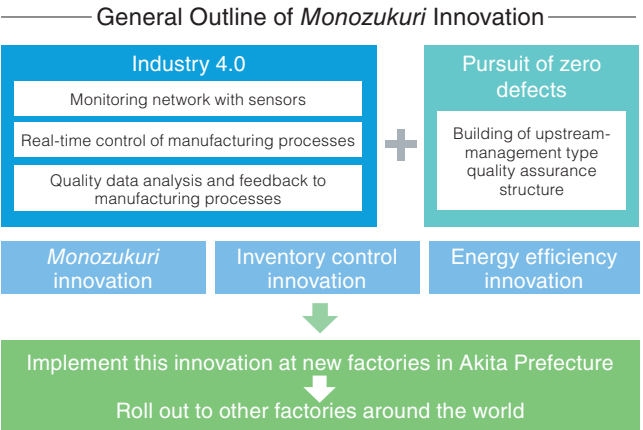 General Outline of Monozukuri Innovation
Industry 4.0
Monitoring network with sensors
Real-time control of manufacturing processes
Quality data analysis and feedback to
manufacturing processes
Pursuit of zero
defects
Building of upstream-
management type
quality assurance
structure
Monozukuri
innovation
Inventory control
innovation
Energy efficiency
innovation
Implement this innovation at new factories in Akita Prefecture
Roll out to other factories around the world